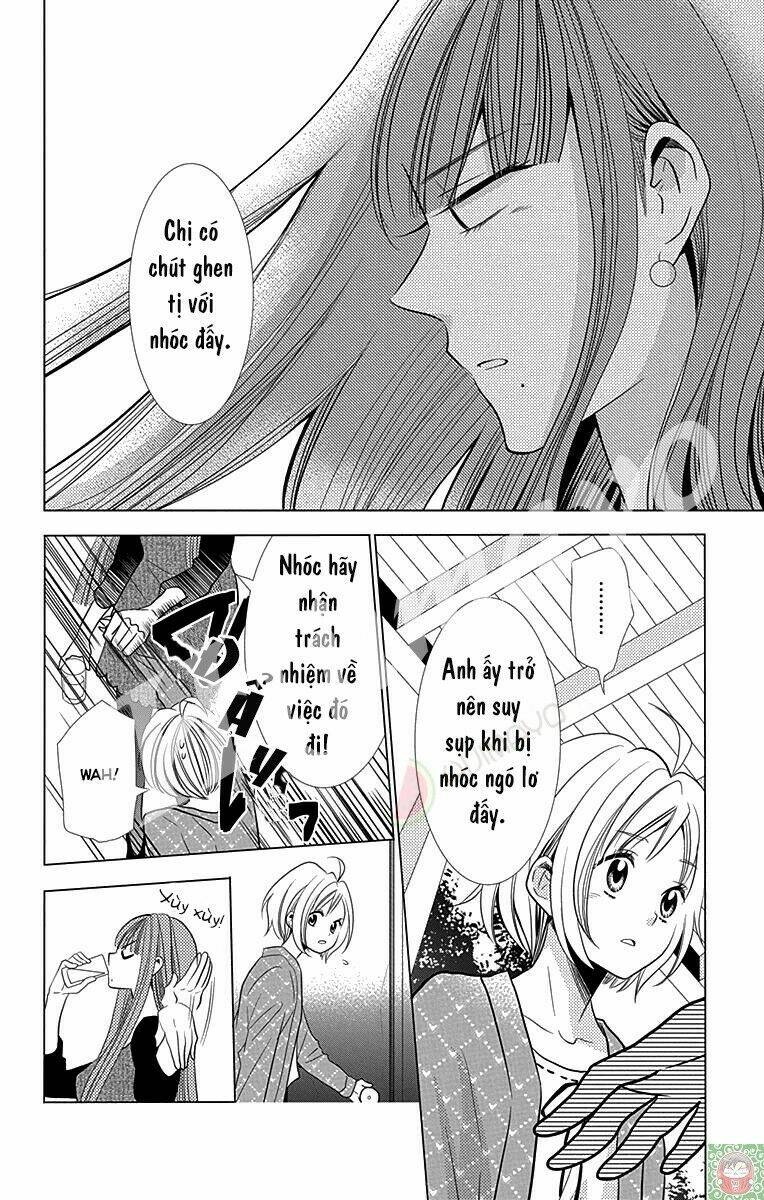 Chị có
chút ghen
tị với
nhóc đấy.
. . . . . .
Anh ấy trở
nên suy
sụp khi bị
nhóc ngó lơ
đấy.
Nhóc hãy
nhận
trách
nhiệm về
việc đó
đi!
WAH!
Xùy xùy!